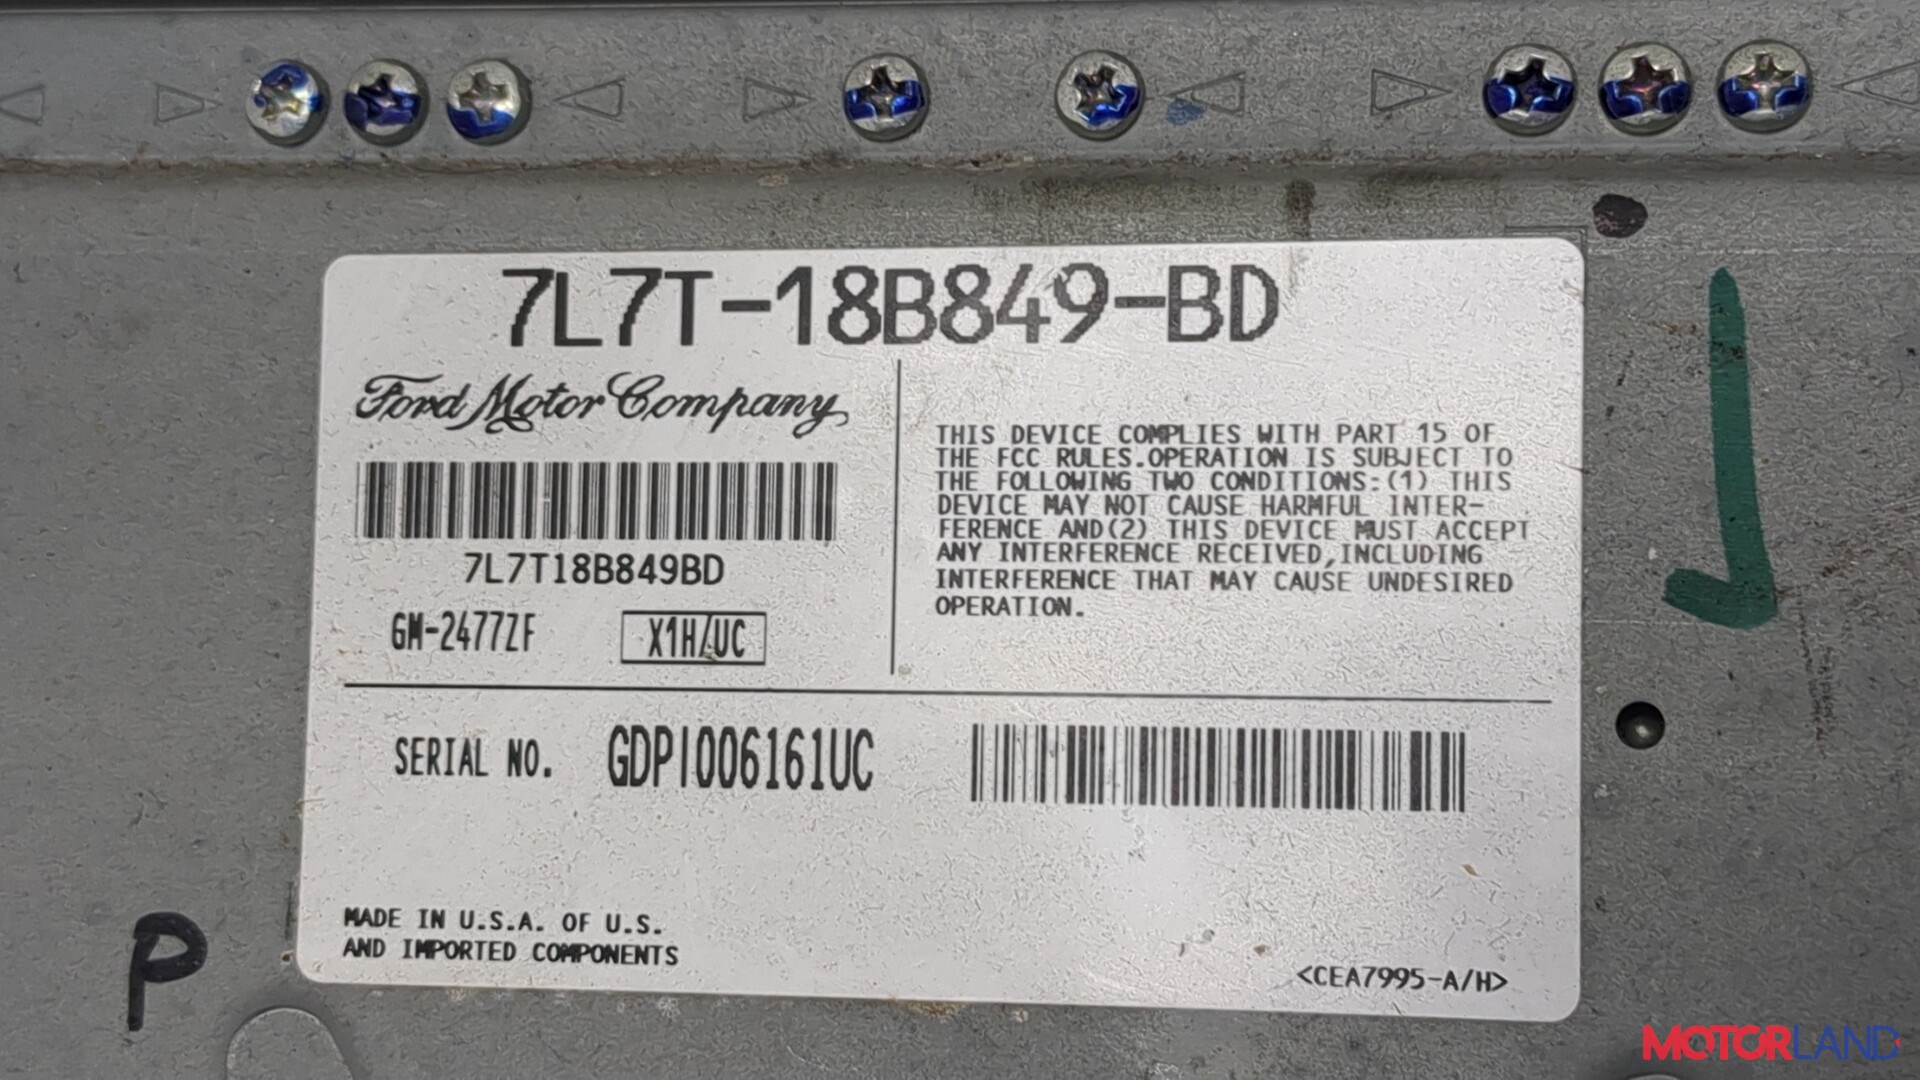 7L7T-18B849-BD
Ford Motor Company
7L7T18B849BD
GM-2477ZF
X1H/UC
THIS DEVICE COMPLIES WITH PART 15 OF
THE FCC RULES.OPERATION IS SUBJECT TO
THE FOLLOWING TWO CONDITIONS:(1) THIS
DEVICE MAY NOT CAUSE HARMFUL INTER-
FERENCE AND(2) THIS DEVICE MUST ACCEPT
ANY INTERFERENCE RECEIVED,INCLUDING
INTERFERENCE THAT MAY CAUSE UNDESIRED
OPERATION.
SERIAL NO. GDPI006161UC
MADE IN U.S.A. OF U.S.
AND IMPORTED COMPONENTS
<CEA7995-A/H>
P
MOTORLAND